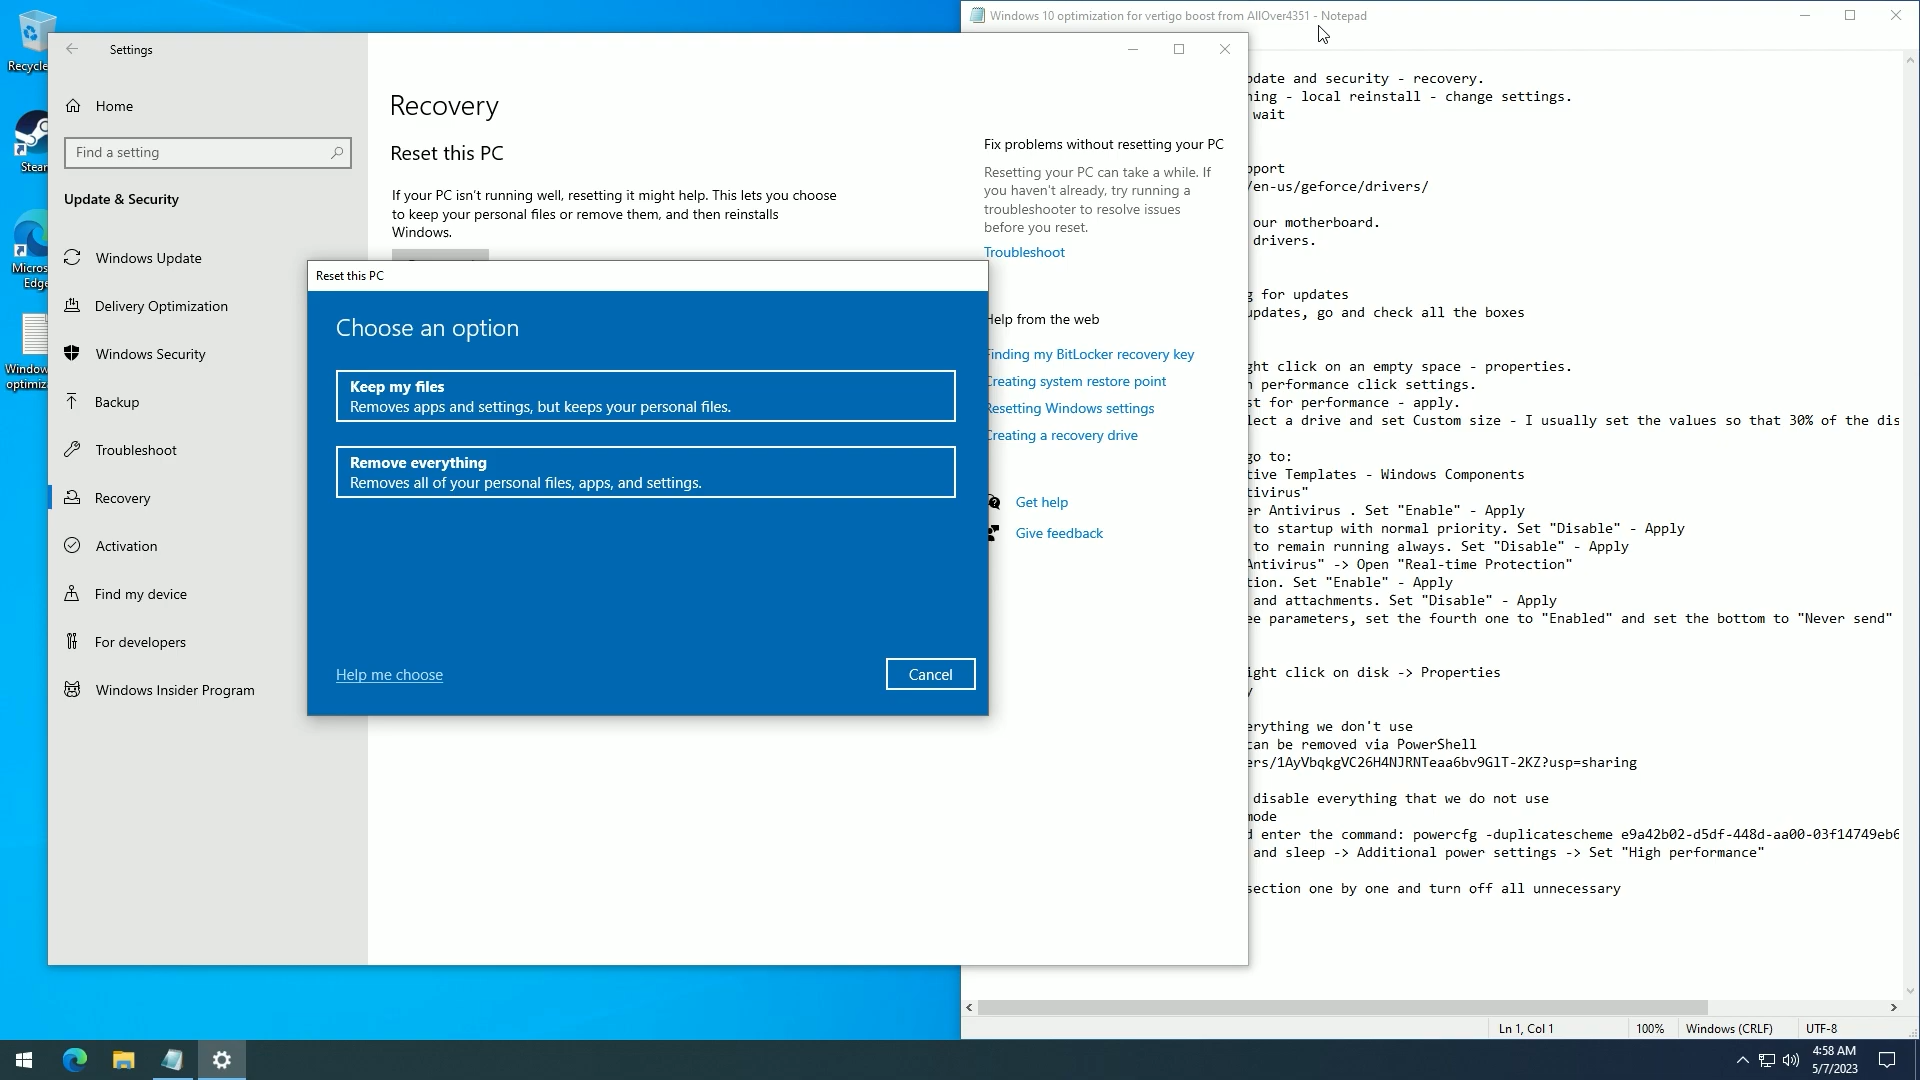 Recycle
Steam
Micros
Edge
Window
optimiz
Settings
Home
Find a setting
Update & Security
Windows Update
Delivery Optimization
Windows Security
Backup
Troubleshoot
Recovery
Activation
Find my device
For developers
Windows Insider Program
Recovery
Reset this PC
If your PC isn't running well, resetting it might help. This lets you choose
to keep your personal files or remove them, and then reinstalls
Windows.
Fix problems without resetting your PC
Resetting your PC can take a while. If
you haven't already, try running a
troubleshooter to resolve issues
before you reset.
Troubleshoot
Help from the web
Finding my BitLocker recovery key
Creating system restore point
Resetting Windows settings
Creating a recovery drive
Get help
Give feedback
Reset this PC
Choose an option
Keep my files
Removes apps and settings, but keeps your personal files.
Remove everything
Removes all of your personal files, apps, and settings.
Help me choose
Cancel
Windows 10 optimization for vertigo boost from AllOver4351 - Notepad
pdate and security - recovery.
ning - local reinstall - change settings.
wait
pport
/en-us/geforce/drivers/
our motherboard.
drivers.
g for updates
updates, go and check all the boxes
ght click on an empty space - properties.
n performance click settings.
st for performance - apply.
lect a drive and set Custom size - I usually set the values so that 30% of the dis
go to:
tive Templates - Windows Components
tivirus"
er Antivirus . Set "Enable" - Apply
to startup with normal priority. Set "Disable" - Apply
to remain running always. Set "Disable" - Apply
Antivirus" -> Open "Real-time Protection"
tion. Set "Enable" - Apply
and attachments. Set "Disable" - Apply
ee parameters, set the fourth one to "Enabled" and set the bottom to "Never send"
ight click on disk -> Properties
y
erything we don't use
can be removed via PowerShell
ers/1AyVbqkgVC26H4NJRNTeaa6bv9GlT-2KZ?usp=sharing
disable everything that we do not use
mode
d enter the command: powercfg -duplicatescheme e9a42b02-d5df-448d-aa00-03f14749eb6
and sleep -> Additional power settings -> Set "High performance"
section one by one and turn off all unnecessary
Ln 1, Col 1
100%
Windows (CRLF)
UTF-8
4:58 AM
5/7/2023